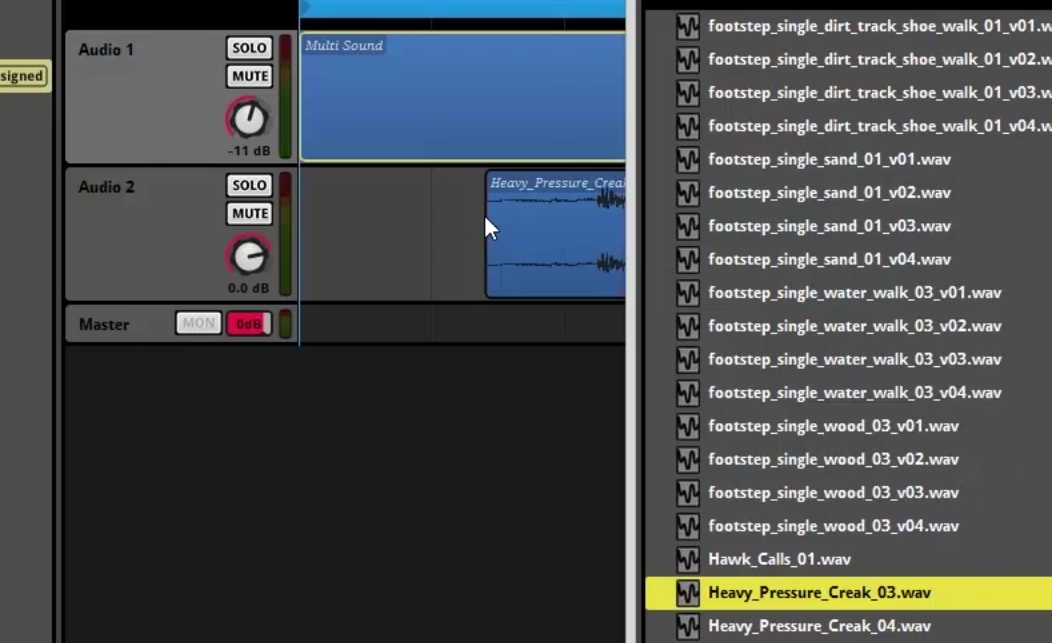 signed
Audio 1
SOLO
MUTE
-11 dB
Multi Sound
Audio 2
SOLO
MUTE
0.0 dB
Heavy_Pressure_Creal
Master
MON
0dB
footstep_single_dirt_track_shoe_walk_01_v01.w
footstep_single_dirt_track_shoe_walk_01_v02.w
footstep_single_dirt_track_shoe_walk_01_v03.w
footstep_single_dirt_track_shoe_walk_01_v04.w
footstep_single_sand_01_v01.wav
footstep_single_sand_01_v02.wav
footstep_single_sand_01_v03.wav
footstep_single_sand_01_v04.wav
footstep_single_water_walk_03_v01.wav
footstep_single_water_walk_03_v02.wav
footstep_single_water_walk_03_v03.wav
footstep_single_water_walk_03_v04.wav
footstep_single_wood_03_v01.wav
footstep_single_wood_03_v02.wav
footstep_single_wood_03_v03.wav
footstep_single_wood_03_v04.wav
Hawk_Calls_01.wav
Heavy_Pressure_Creak_03.wav
Heavy_Pressure_Creak_04.wav